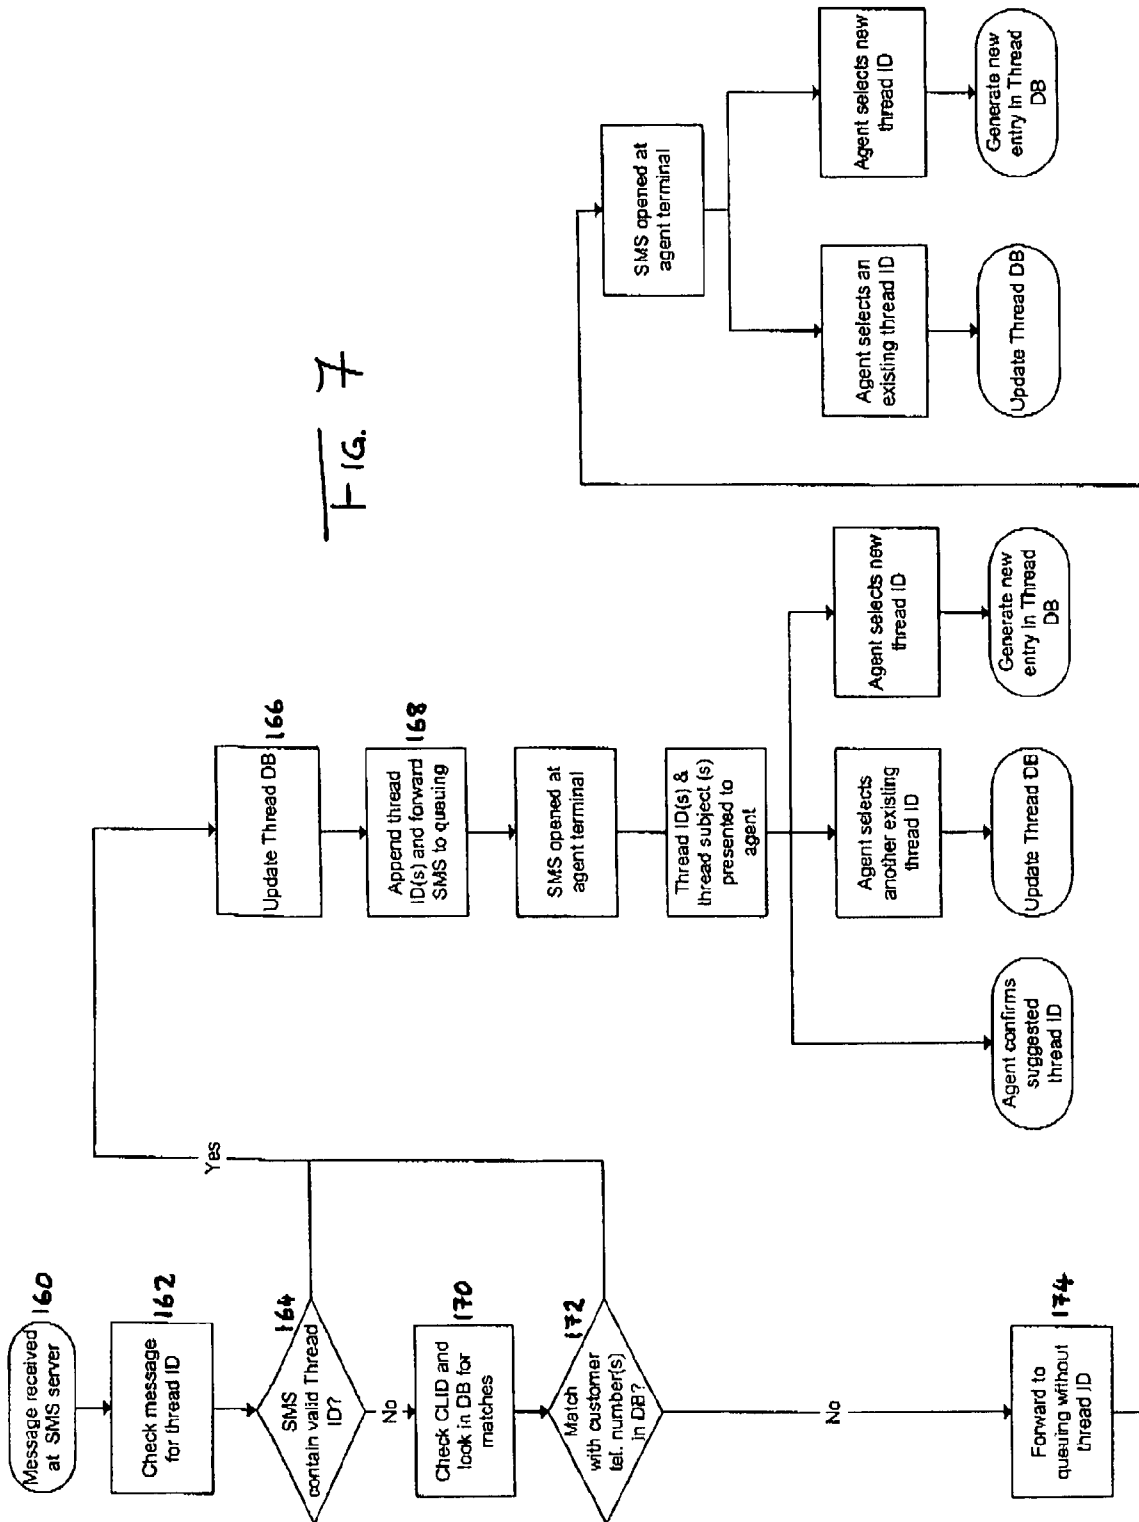 Message received
at SMS server
160
Check message
for thread ID
162
SMS
contain valid Thread
ID?
164
Yes
No
Check CLID and
look in DB for
matches
170
Match
with customer
tel. number(s)
in DB?
172
No
Forward to
queuing without
thread ID
174
Update Thread DB
166
Append thread
ID(s) and forward
SMS to queuing
168
SMS opened at
agent terminal
Thread ID(s) &
thread subject (s)
presented to
agent
Agent confirms
suggested
thread ID
Agent selects
another existing
thread ID
Update Thread DB
Agent selects new
thread ID
Generate new
entry in Thread
DB
SMS opened at
agent terminal
Agent selects an
existing thread ID
Update Thread DB
Agent selects new
thread ID
Generate new
entry in Thread
DB
FIG. 7